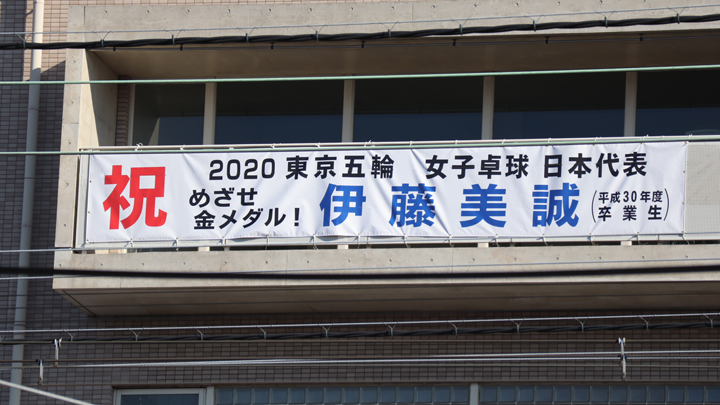 祝
2020 東京五輪 女子卓球 日本代表
めざせ
金メダル！
伊藤美誠
(平成30年度
卒業生)